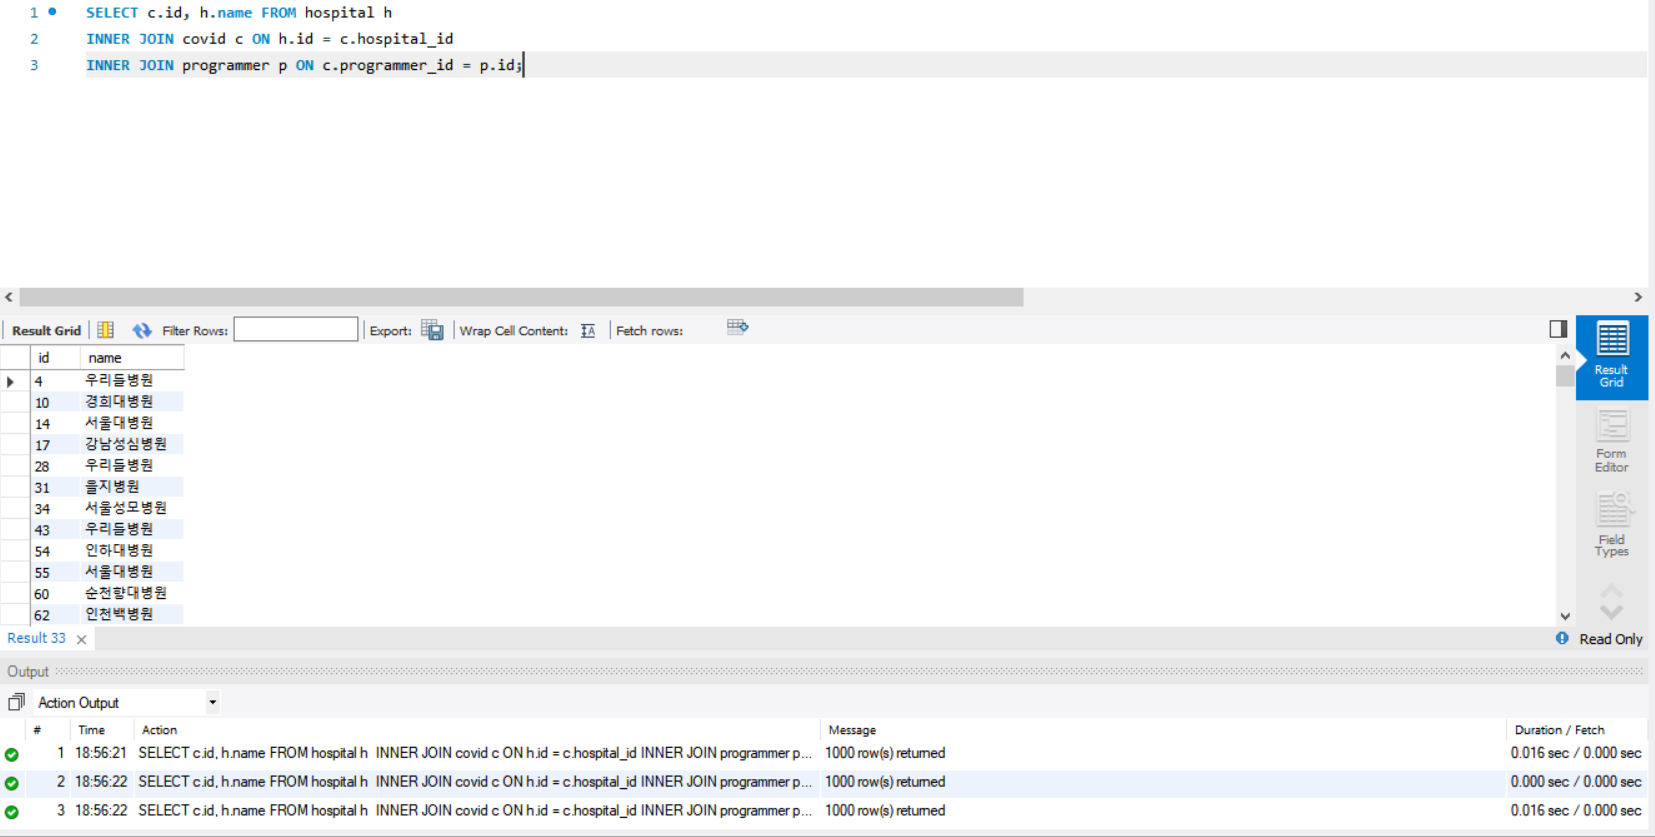 1 SELECT c.id, h.name FROM hospital h
2 INNER JOIN covid c ON h.id = c.hospital_id
3 INNER JOIN programmer p ON c.programmer_id = p.id;
Result Grid Filter Rows: Export: Wrap Cell Content: IA Fetch rows:
id name
4 우리들병원
10 경희대병원
14 서울대병원
17 강남성심병원
28 우리들병원
31 을지병원
34 서울성모병원
43 우리들병원
54 인하대병원
55 서울대병원
60 순천향대병원
62 인천백병원
Result
Grid
Form
Editor
Field
Types
Result 33 Read Only
Output
Action Output
# Time Action Message Duration / Fetch
1 18:56:21 SELECT c.id, h.name FROM hospital h INNER JOIN covid c ON h.id = c.hospital_id INNER JOIN programmer p... 1000 row(s) returned 0.016 sec / 0.000 sec
2 18:56:22 SELECT c.id, h.name FROM hospital h INNER JOIN covid c ON h.id = c.hospital_id INNER JOIN programmer p... 1000 row(s) returned 0.000 sec / 0.000 sec
3 18:56:22 SELECT c.id, h.name FROM hospital h INNER JOIN covid c ON h.id = c.hospital_id INNER JOIN programmer p... 1000 row(s) returned 0.016 sec / 0.000 sec